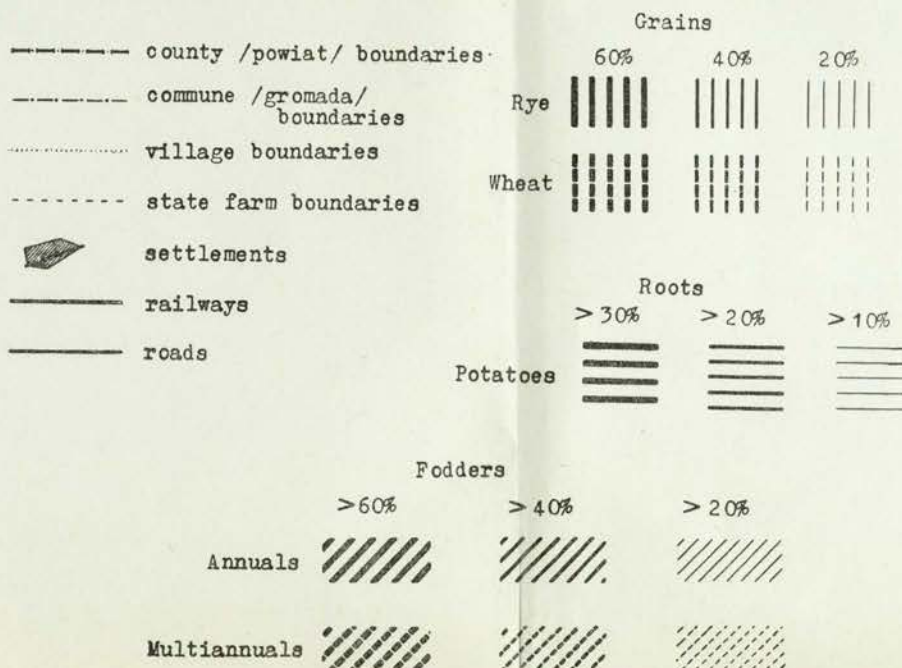 county /powiat/ boundaries
commune /gromada/
boundaries
village boundaries
state farm boundaries
settlements
railways
roads
Grains
60% 40% 20%
Rye
Wheat
Roots
>30% >20% >10%
Potatoes
Fodders
>60% >40% >20%
Annuals
Multiannuals